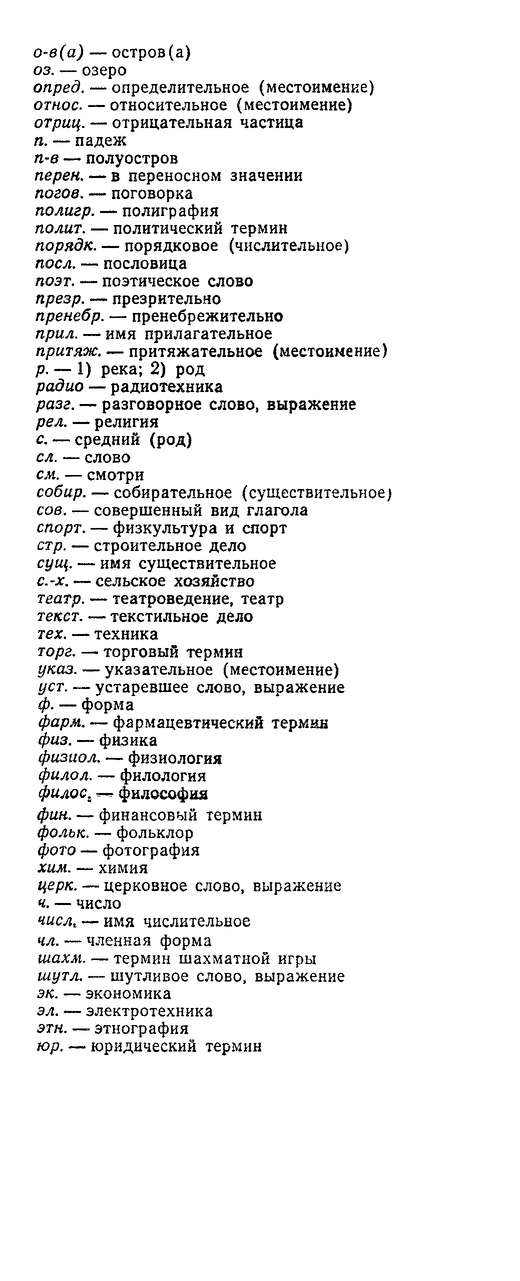 о-в(а) — остров(а)
оз. — озеро
опред. — определительное (местоимение)
относ. — относительное (местоимение)
отриц. — отрицательная частица
п. — падеж
п-в — полуостров
перен. — в переносном значении
погов. — поговорка
полигр. — полиграфия
полит. — политический термин
порядк. — порядковое (числительное)
посл. — пословица
поэт. — поэтическое слово
презр. — презрительно
пренебр. — пренебрежительно
прил. — имя прилагательное
притяж. — притяжательное (местоимение)
р. — 1) река; 2) род
радио — радиотехника
разг. — разговорное слово, выражение
рел. — религия
с. — средний (род)
сл. — слово
см. — смотри
собир. — собирательное (существительное)
сов. — совершенный вид глагола
спорт. — физкультура и спорт
стр. — строительное дело
сущ. — имя существительное
с.-х. — сельское хозяйство
театр. — театроведение, театр
текст. — текстильное дело
тех. — техника
торг. — торговый термин
указ. — указательное (местоимение)
уст. — устаревшее слово, выражение
ф. — форма
фарм. — фармацевтический термин
физ. — физика
физиол. — физиология
филол. — филология
филос. — философия
фин. — финансовый термин
фольк. — фольклор
фото — фотография
хим. — химия
церк. — церковное слово, выражение
ч. — число
числ. — имя числительное
чл. — членная форма
шахм. — термин шахматной игры
шутл. — шутливое слово, выражение
эк. — экономика
эл. — электротехника
этн. — этнография
юр. — юридический термин